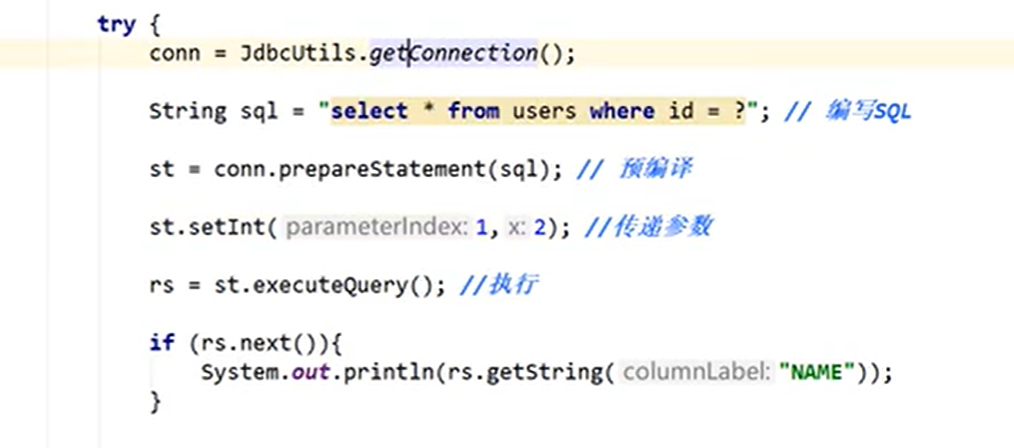 try {
conn = JdbcUtils.getConnection();
String sql = "select * from users where id = ?"; // 编写SQL
st = conn.prepareStatement(sql); // 预编译
st.setInt( parameterIndex: 1, x: 2); //传递参数
rs = st.executeQuery(); //执行
if (rs.next()){
System.out.println(rs.getString( columnLabel: "NAME"));
}